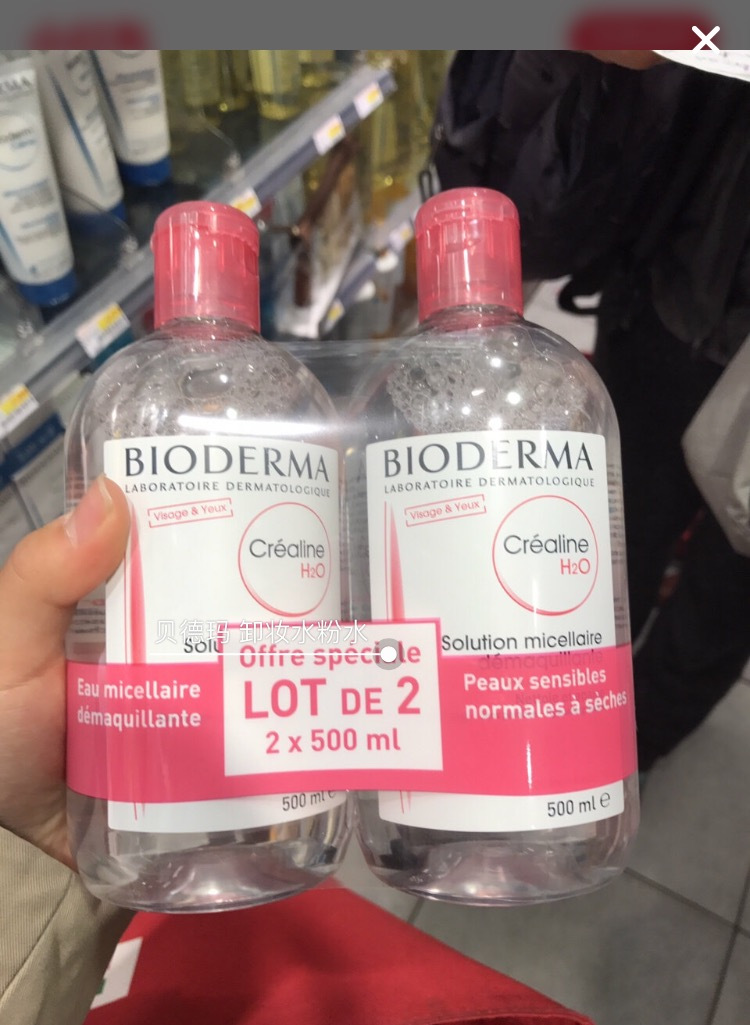 BIODERMA
LABORATOIRE DERMATOLOGIQUE
Visage & Yeux
Créaline
H2O
BIODERMA
LABORATOIRE DERMATOLOGIQUE
Visage & Yeux
Créaline
H2O
贝德玛 卸妆水粉水
Solu
Solution micellaire
démaquillante
Offre spéciale
LOT DE 2
2 x 500 ml
Eau micellaire
démaquillante
Peaux sensibles
normales à sèches
500 ml e
500 ml e